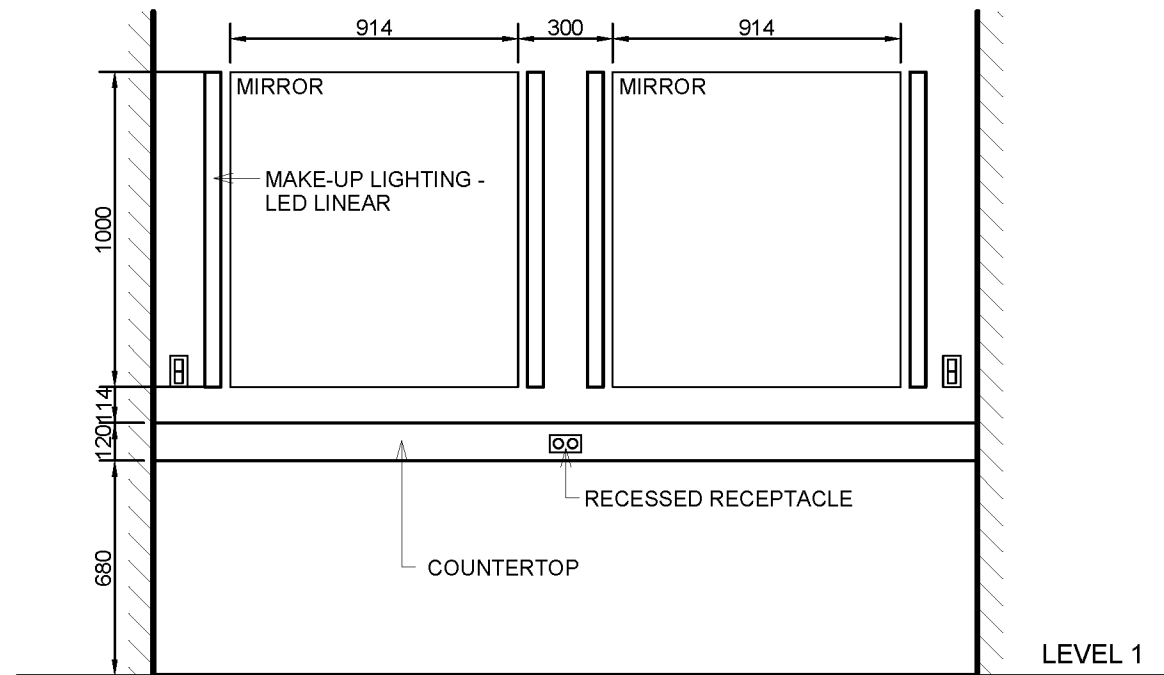 914
300
914
MIRROR
MIRROR
MAKE-UP LIGHTING -
LED LINEAR
1000
114
120
RECESSED RECEPTACLE
680
COUNTERTOP
LEVEL 1